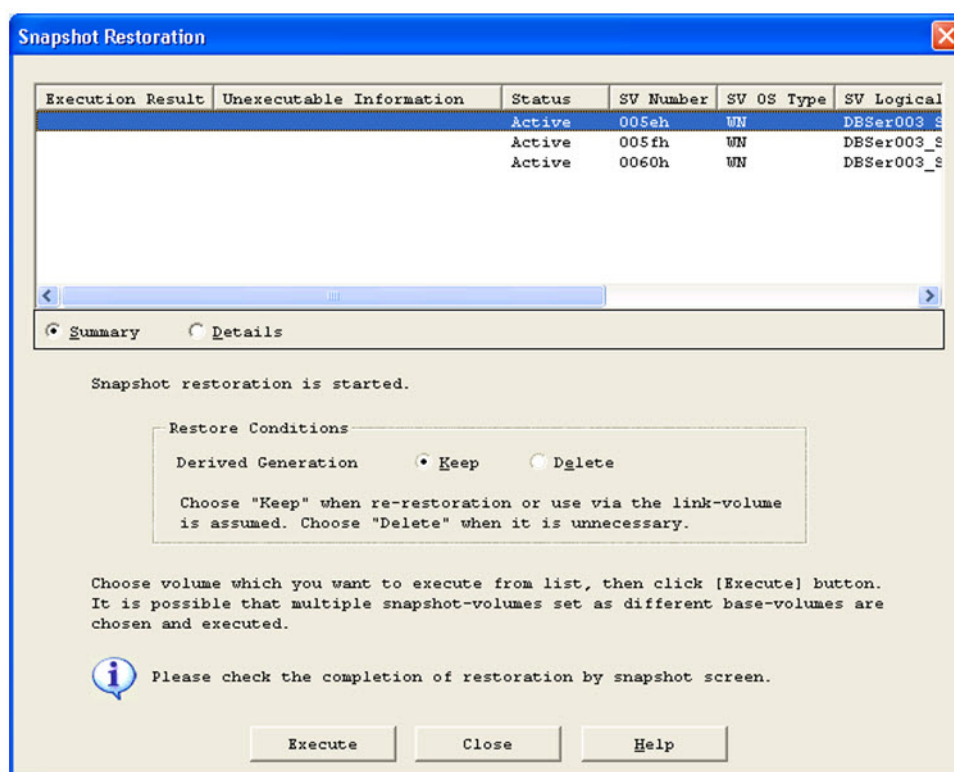 Snapshot Restoration
Execution Result Unexecutable Information Status SV Number SV OS Type SV Logical
Active 005eh WN DBSer003_S
Active 005fh WN DBSer003_S
Active 0060h WN DBSer003_S
Summary Details
Snapshot restoration is started.
Restore Conditions
Derived Generation Keep Delete
Choose "Keep" when re-restoration or use via the link-volume
is assumed. Choose "Delete" when it is unnecessary.
Choose volume which you want to execute from list, then click [Execute] button.
It is possible that multiple snapshot-volumes set as different base-volumes are
chosen and executed.
Please check the completion of restoration by snapshot screen.
Execute Close Help